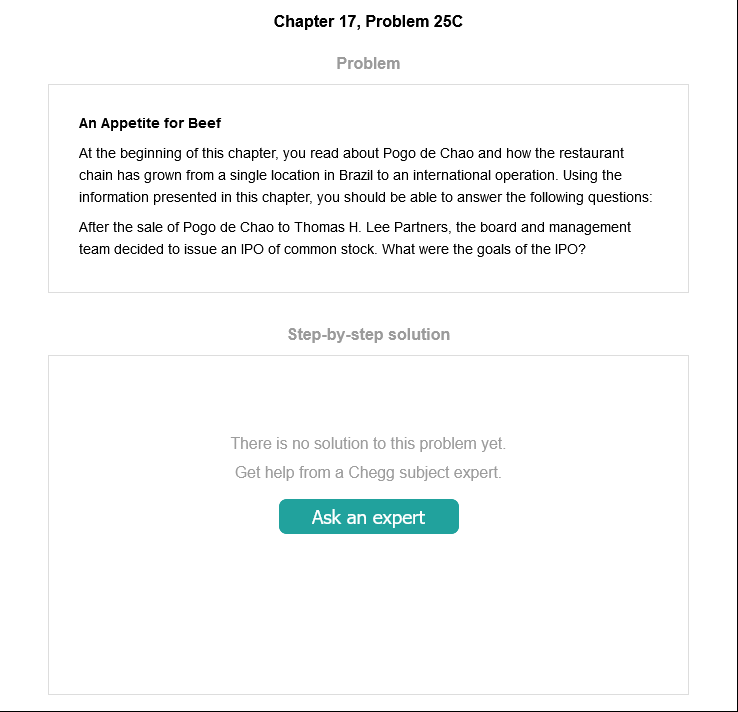 Chapter 17, Problem 25C
Problem
An Appetite for Beef
At the beginning of this chapter, you read about Pogo de Chao and how the restaurant
chain has grown from a single location in Brazil to an international operation. Using the
information presented in this chapter, you should be able to answer the following questions:
After the sale of Pogo de Chao to Thomas H. Lee Partners, the board and management
team decided to issue an IPO of common stock. What were the goals of the IPO?
Step-by-step solution
There is no solution to this problem yet.
Get help from a Chegg subject expert.
Ask an expert